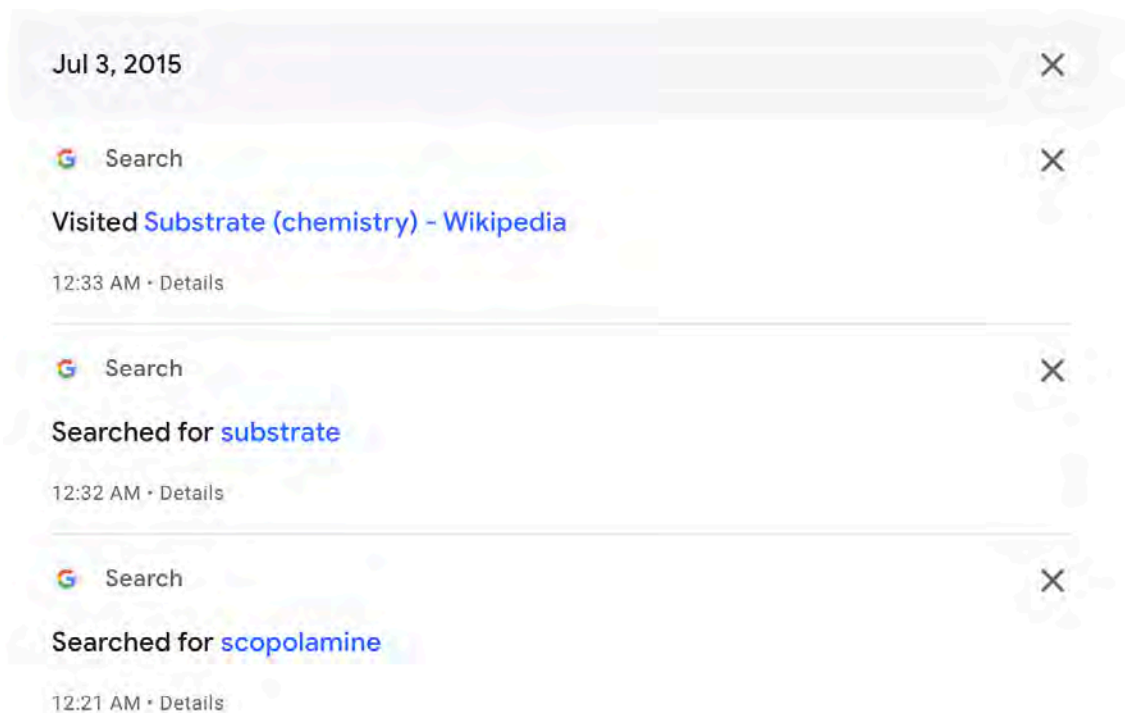 Jul 3, 2015
Search
Visited Substrate (chemistry) - Wikipedia
12:33 AM • Details
Search
Searched for substrate
12:32 AM • Details
Search
Searched for scopolamine
12:21 AM • Details